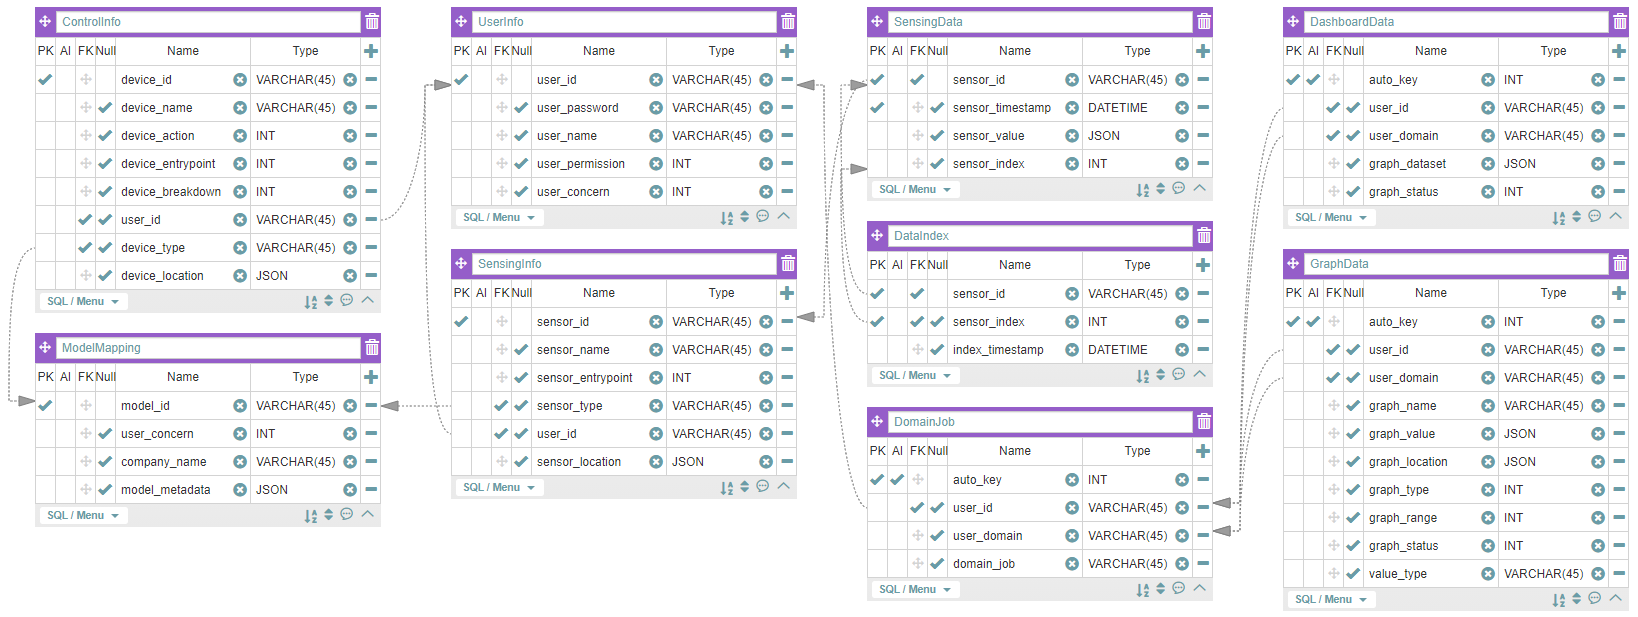 ControlInfo
PK AI FK Null Name Type
device_id VARCHAR(45)
device_name VARCHAR(45)
device_action INT
device_entrypoint INT
device_breakdown INT
user_id VARCHAR(45)
device_type VARCHAR(45)
device_location JSON
SQL / Menu
ModelMapping
PK AI FK Null Name Type
model_id VARCHAR(45)
user_concern INT
company_name VARCHAR(45)
model_metadata JSON
SQL / Menu
UserInfo
PK AI FK Null Name Type
user_id VARCHAR(45)
user_password VARCHAR(45)
user_name VARCHAR(45)
user_permission INT
user_concern INT
SQL / Menu
SensingInfo
PK AI FK Null Name Type
sensor_id VARCHAR(45)
sensor_name VARCHAR(45)
sensor_entrypoint INT
sensor_type VARCHAR(45)
user_id VARCHAR(45)
sensor_location JSON
SQL / Menu
SensingData
PK AI FK Null Name Type
sensor_id VARCHAR(45)
sensor_timestamp DATETIME
sensor_value JSON
sensor_index INT
SQL / Menu
DataIndex
PK AI FK Null Name Type
sensor_id VARCHAR(45)
sensor_index INT
index_timestamp DATETIME
SQL / Menu
DomainJob
PK AI FK Null Name Type
auto_key INT
user_id VARCHAR(45)
user_domain VARCHAR(45)
domain_job VARCHAR(45)
SQL / Menu
DashboardData
PK AI FK Null Name Type
auto_key INT
user_id VARCHAR(45)
user_domain VARCHAR(45)
graph_dataset JSON
graph_status INT
SQL / Menu
GraphData
PK AI FK Null Name Type
auto_key INT
user_id VARCHAR(45)
user_domain VARCHAR(45)
graph_name VARCHAR(45)
graph_value JSON
graph_location JSON
graph_type INT
graph_range INT
graph_status INT
value_type VARCHAR(45)
SQL / Menu